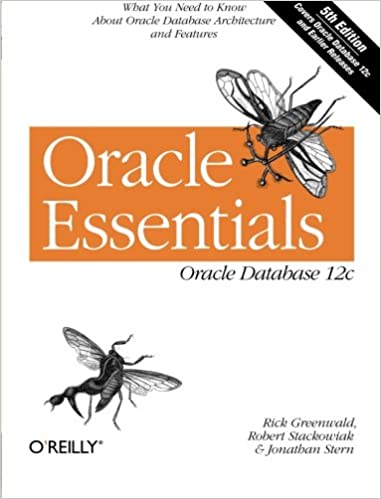 What You Need to Know
About Oracle Database Architecture
and Features
5th Edition
Covers Oracle Database 12c
and Earlier Releases
Oracle
Essentials
Oracle Database 12c
O'REILLY®
Rick Greenwald,
Robert Stackowiak
& Jonathan Stern